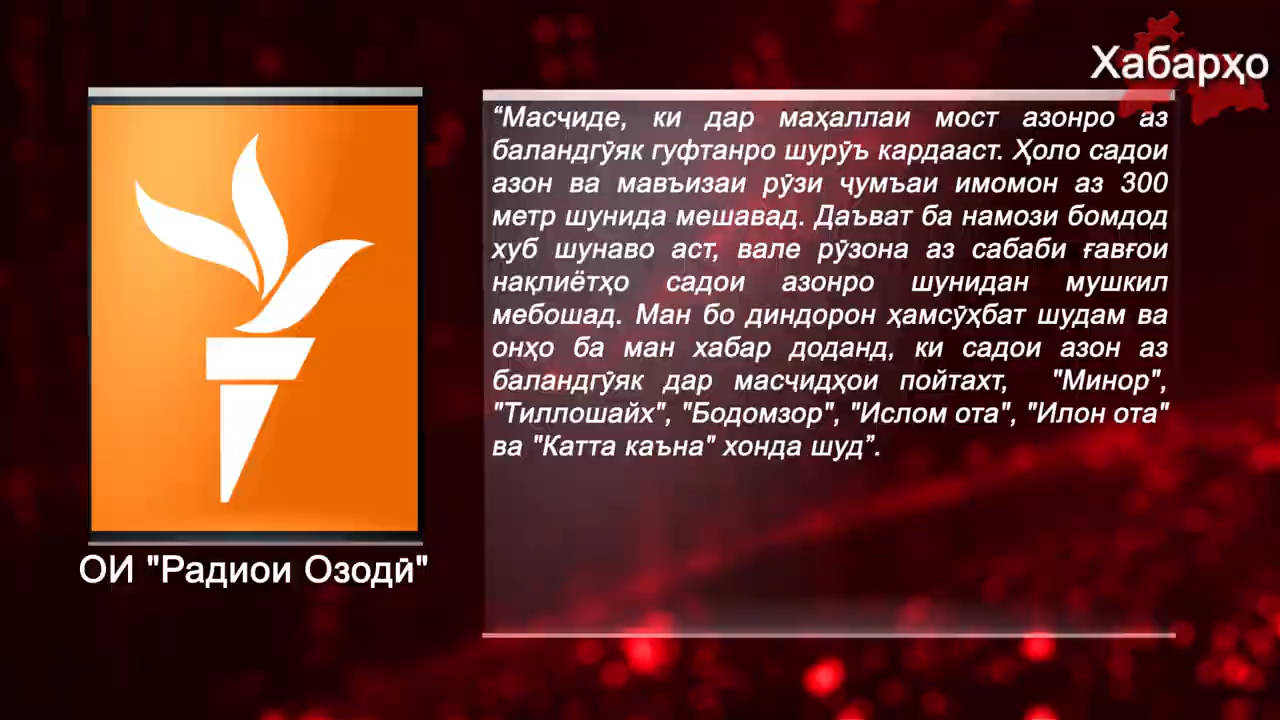 Хабарҳо
“Масҷиде, ки дар маҳаллаи мост азонро аз
баландгӯяк гуфтанро шурӯъ кардааст. Ҳоло садои
азон ва мавъизаи рӯзи ҷумъаи имомон аз 300
метр шунида мешавад. Даъват ба намози бомдод
хуб шунаво аст, вале рӯзона аз сабаби ғавғои
нақлиётҳо садои азонро шунидан мушкил
мебошад. Ман бо диндорон ҳамсӯҳбат шудам ва
онҳо ба ман хабар доданд, ки садои азон аз
баландгӯяк дар масҷидҳои пойтахт, "Минор",
"Тиллошайх", "Бодомзор", "Ислом ота", "Илон ота"
ва "Катта каъна" хонда шуд”.
ОИ "Радиои Озодӣ"